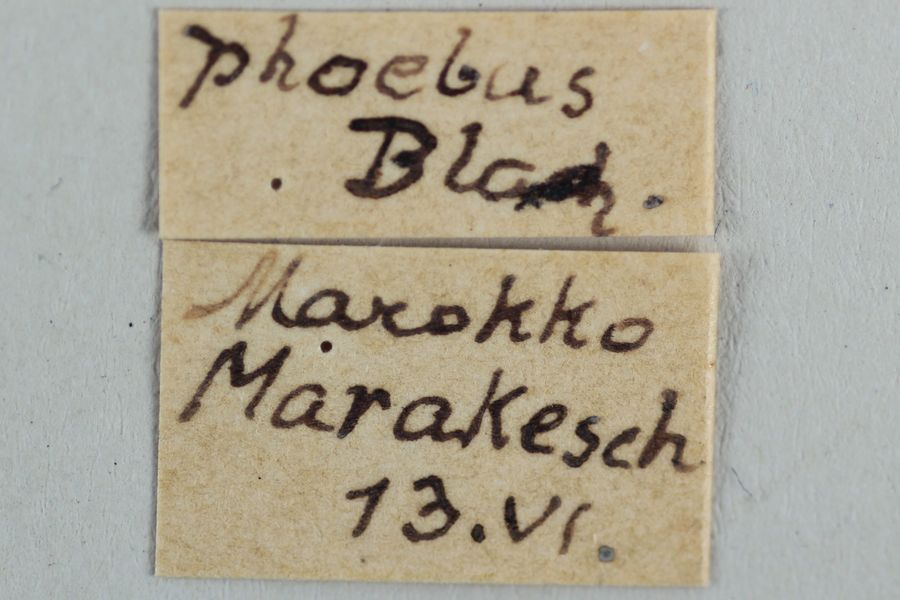 phoebus
Blach.
Marokko
Marakesch
13.VI.